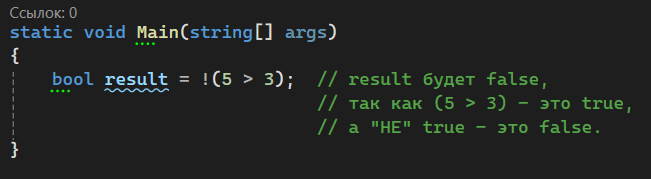 Ссылок: 0
static void Main(string[] args)
{
    bool result = !(5 > 3);  // result будет false,
                             // так как (5 > 3) – это true,
                             // а "НЕ" true – это false.
}